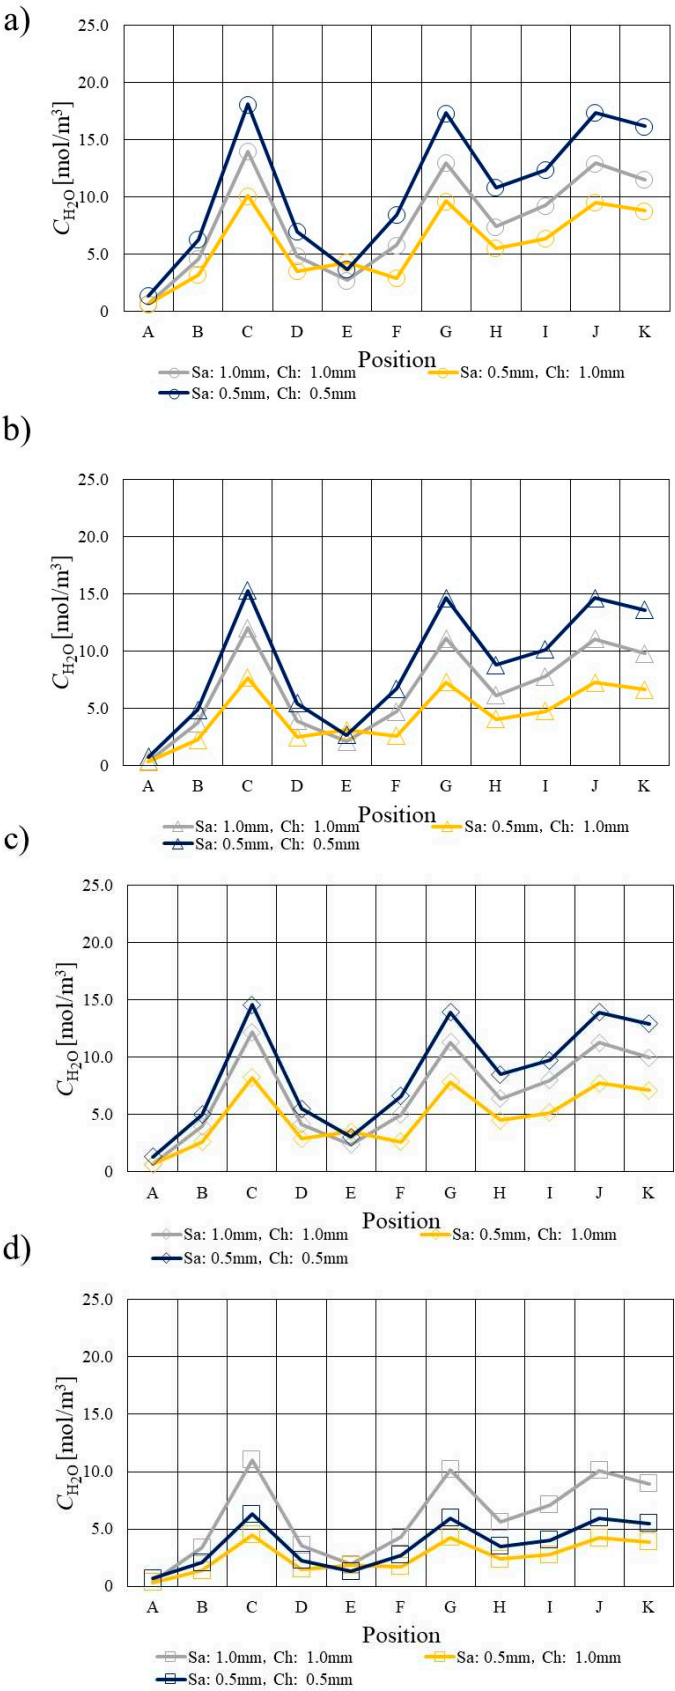 a)
25.0
20.0
15.0
10.0
5.0
0
C_H₂O [mol/m³]
A B C D E F G H I J K
Position
Sa: 1.0mm, Ch: 1.0mm Sa: 0.5mm, Ch: 1.0mm
Sa: 0.5mm, Ch: 0.5mm
b)
25.0
20.0
15.0
10.0
5.0
0
C_H₂O [mol/m³]
A B C D E F G H I J K
Position
Sa: 1.0mm, Ch: 1.0mm Sa: 0.5mm, Ch: 1.0mm
Sa: 0.5mm, Ch: 0.5mm
c)
25.0
20.0
15.0
10.0
5.0
0
C_H₂O [mol/m³]
A B C D E F G H I J K
Position
Sa: 1.0mm, Ch: 1.0mm Sa: 0.5mm, Ch: 1.0mm
Sa: 0.5mm, Ch: 0.5mm
d)
25.0
20.0
15.0
10.0
5.0
0
C_H₂O [mol/m³]
A B C D E F G H I J K
Position
Sa: 1.0mm, Ch: 1.0mm Sa: 0.5mm, Ch: 1.0mm
Sa: 0.5mm, Ch: 0.5mm